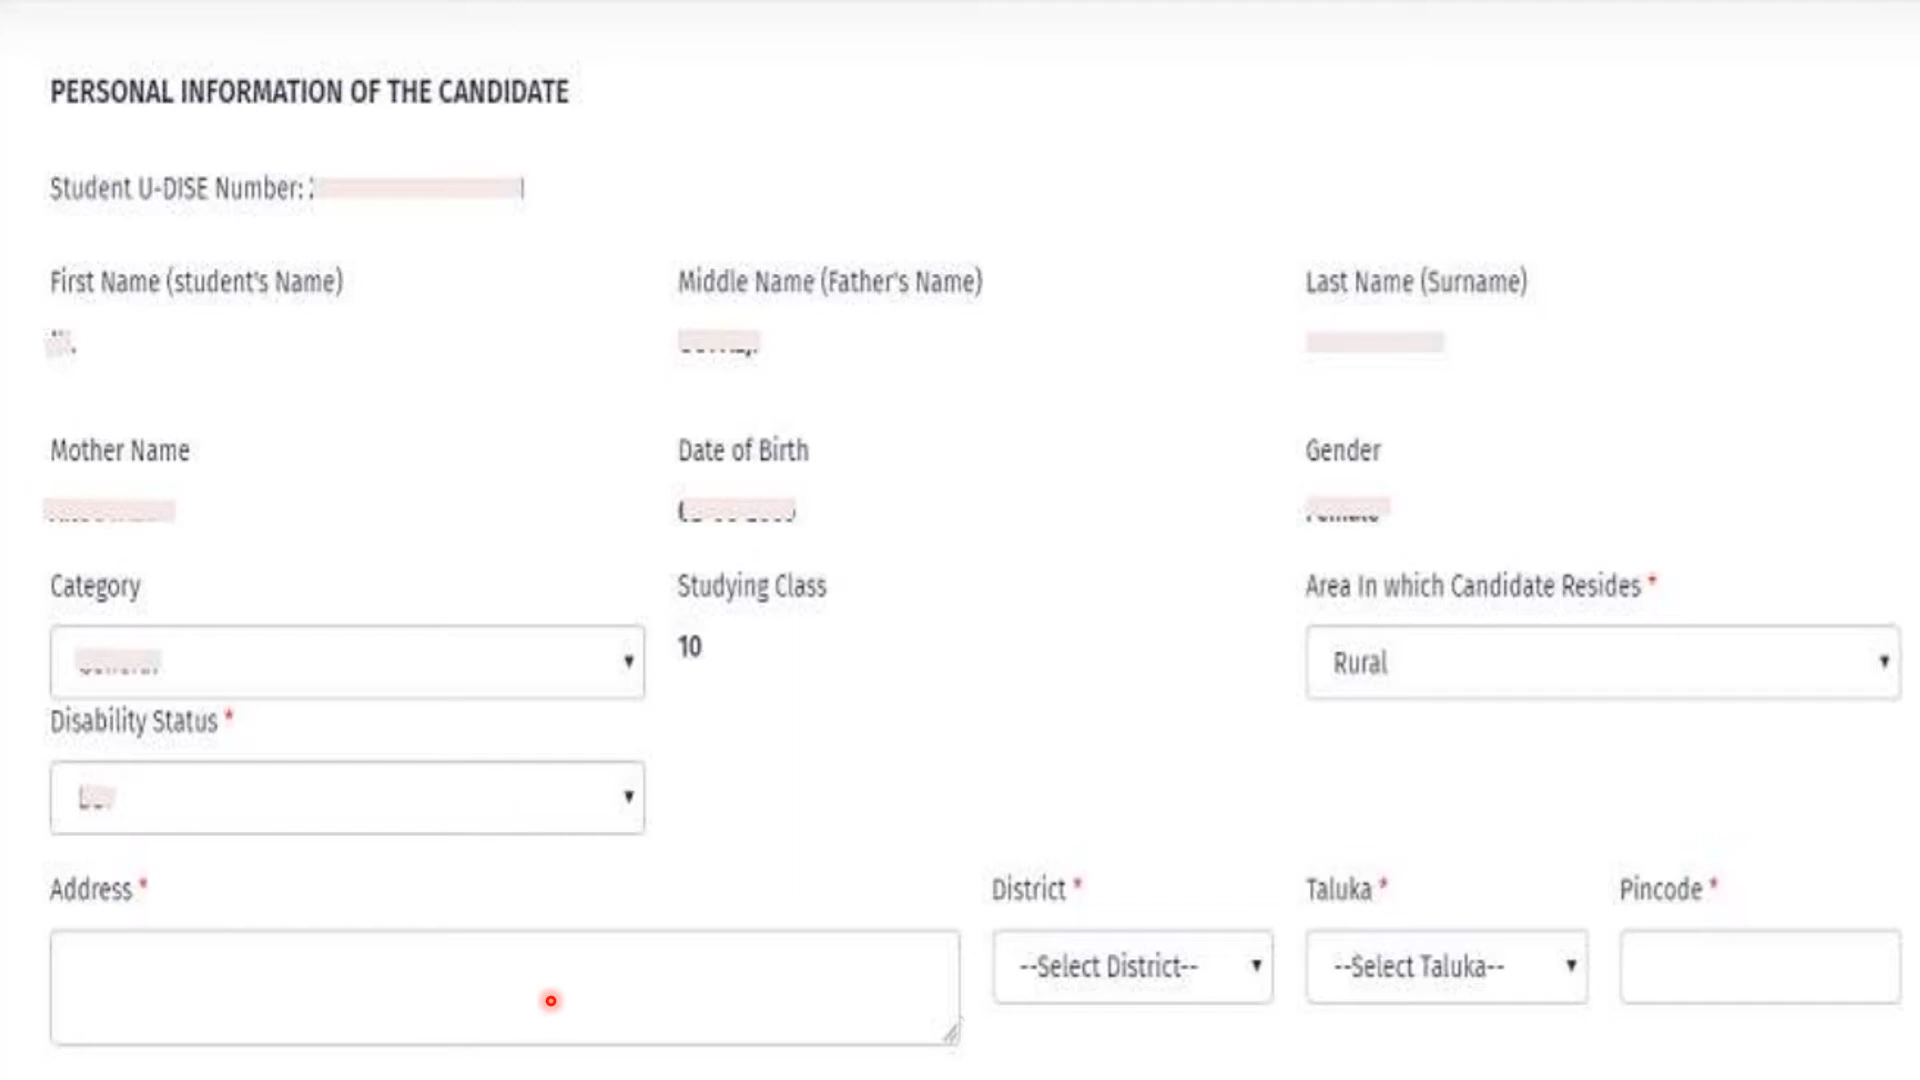 PERSONAL INFORMATION OF THE CANDIDATE
Student U-DISE Number:
First Name (student's Name) Middle Name (Father's Name) Last Name (Surname)
Mother Name Date of Birth Gender
Category Studying Class Area In which Candidate Resides *
10 Rural
Disability Status *
Address * District * Taluka * Pincode *
--Select District-- --Select Taluka--